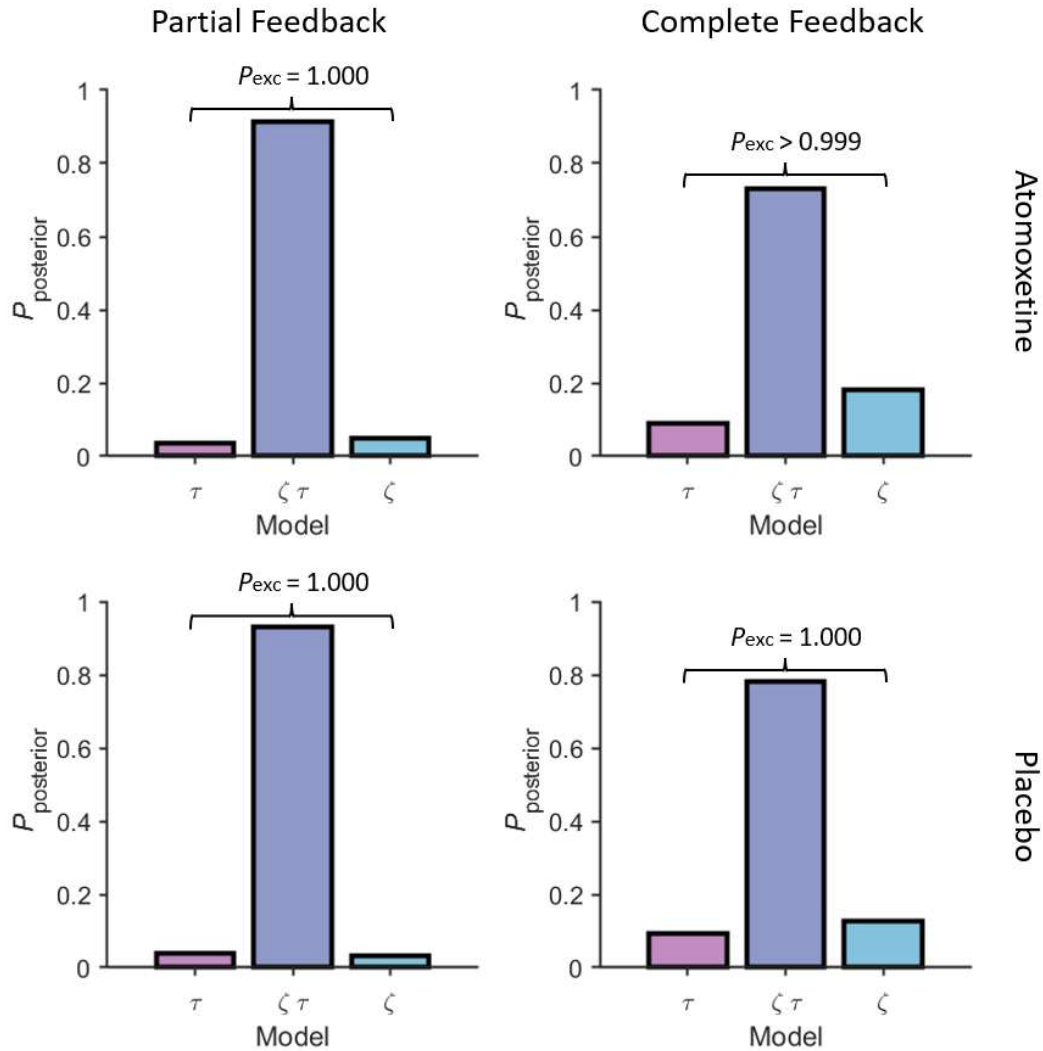 Partial Feedback
Complete Feedback
Pexc = 1.000
1
0.8
0.6
0.4
0.2
0
Pposterior
τ
ζ τ
ζ
Model
Pexc > 0.999
1
0.8
0.6
0.4
0.2
0
Pposterior
τ
ζ τ
ζ
Model
Atomoxetine
Pexc = 1.000
1
0.8
0.6
0.4
0.2
0
Pposterior
τ
ζ τ
ζ
Model
Pexc = 1.000
1
0.8
0.6
0.4
0.2
0
Pposterior
τ
ζ τ
ζ
Model
Placebo